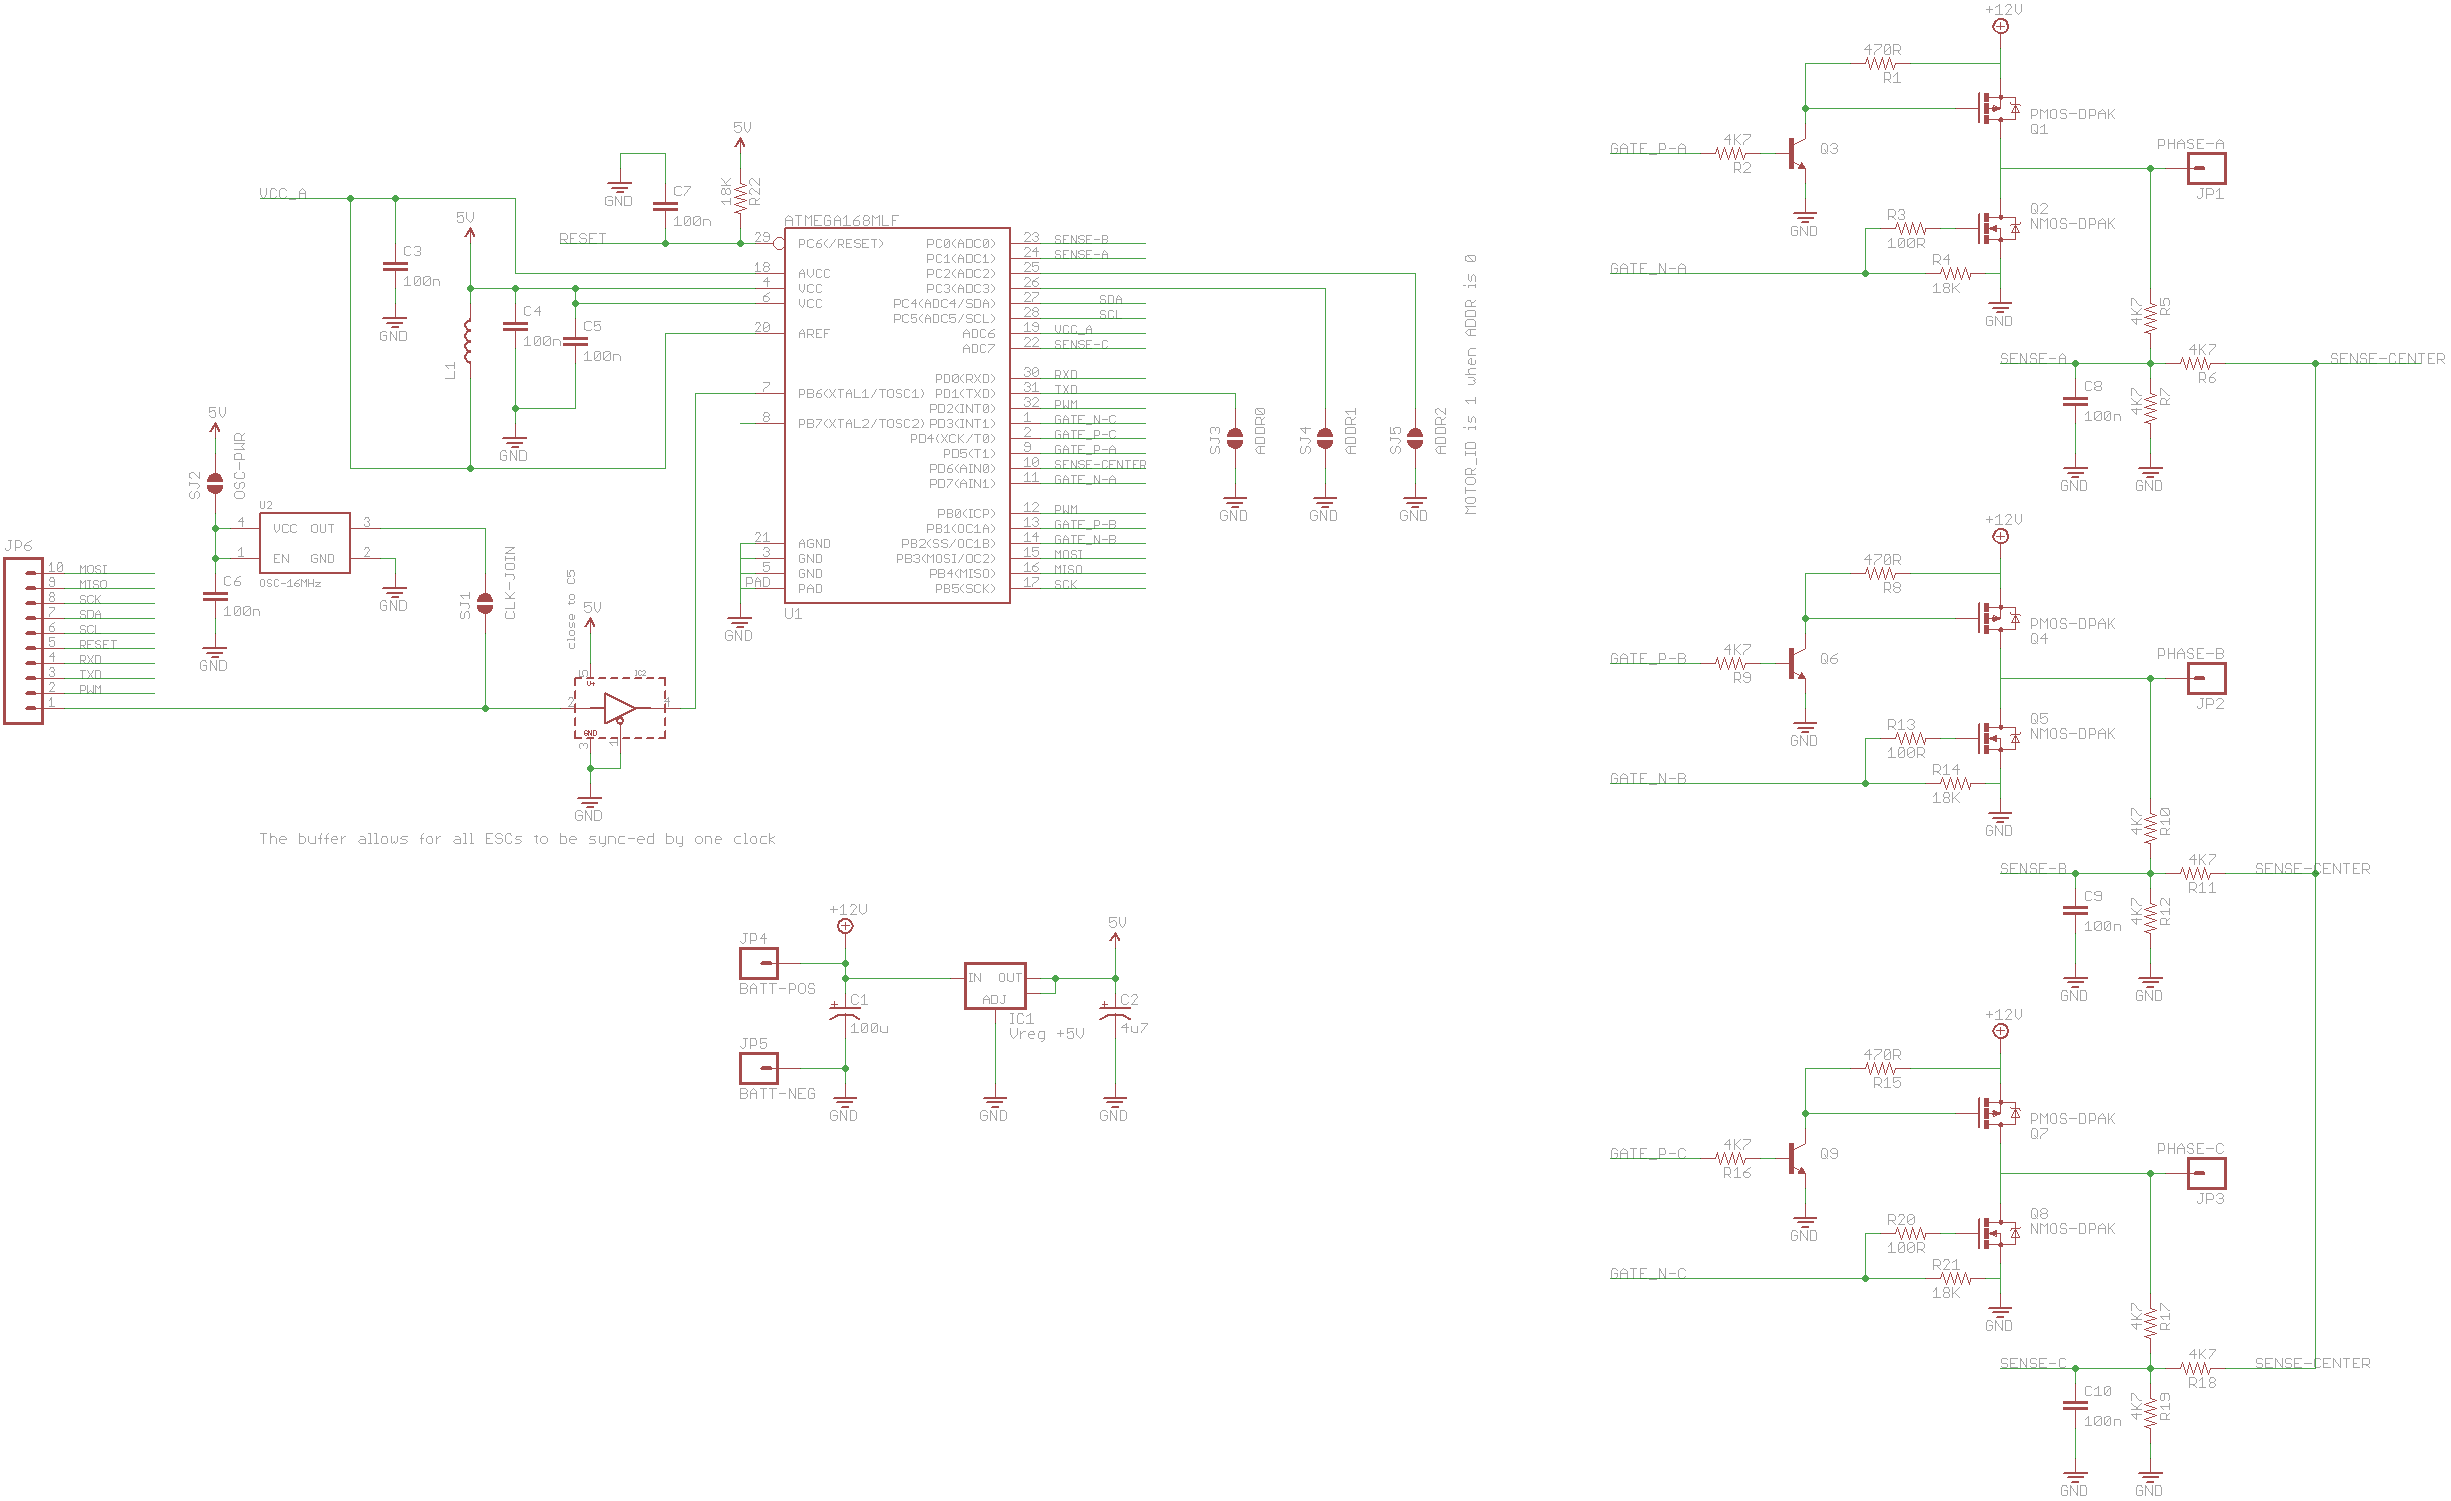 VCC_A
5V
C3
100n
GND
5V
L1
C4
100n
C5
100n
GND
GND
C7
100n
RESET
5V
18K
R22
ATMEGA168MLF
29 PC6(/RESET)
18 AVCC
4 VCC
6 VCC
20 AREF
7 PB6(XTAL1/TOSC1)
8 PB7(XTAL2/TOSC2)
21 AGND
3 GND
5 GND
PAD PAD
GND
U1
PC0(ADC0) 23 SENSE-B
PC1(ADC1) 24 SENSE-A
PC2(ADC2) 25
PC3(ADC3) 26
PC4(ADC4/SDA) 27 SDA
PC5(ADC5/SCL) 28 SCL
ADC6 19 VCC_A
ADC7 22 SENSE-C
PD0(RXD) 30 RXD
PD1(TXD) 31 TXD
PD2(INT0) 32 PWM
PD3(INT1) 1 GATE_N-C
PD4(XCK/T0) 2 GATE_P-C
PD5(T1) 9 GATE_P-A
PD6(AIN0) 10 SENSE-CENTER
PD7(AIN1) 11 GATE_N-A
PB0(ICP) 12 PWM
PB1(OC1A) 13 GATE_P-B
PB2(SS/OC1B) 14 GATE_N-B
PB3(MOSI/OC2) 15 MOSI
PB4(MISO) 16 MISO
PB5(SCK) 17 SCK
SJ3
ADDR0
GND
SJ4
ADDR1
GND
SJ5
ADDR2
GND
MOTOR_ID is 1 when ADDR is 0
5V
SJ2
OSC-PWR
U2
4 VCC OUT 3
1 EN GND 2
OSC-16MHz
C6
100n
GND
GND
SJ1
CLK-JOIN
JP6
10 MOSI
9 MISO
8 SCK
7 SDA
6 SCL
5 RESET
4 RXD
3 TXD
2 PWM
1
close to C5
5V
5
V+
IC2
2
4
GND
3
1
GND
The buffer allows for all ESCs to be sync-ed by one clock
+12V
JP4
BATT-POS
C1
100u
JP5
BATT-NEG
GND
IN OUT
ADJ
IC1
Vreg +5V
GND
5V
C2
4u7
GND
+12V
470R
R1
PMOS-DPAK
Q1
GATE_P-A
4K7
R2
Q3
GND
PHASE-A
JP1
Q2
NMOS-DPAK
R3
100R
GATE_N-A
R4
18K
GND
4K7
R5
SENSE-A
4K7
R6
SENSE-CENTER
C8
100n
4K7
R7
GND
GND
+12V
470R
R8
PMOS-DPAK
Q4
GATE_P-B
4K7
R9
Q6
GND
PHASE-B
JP2
Q5
NMOS-DPAK
R13
100R
GATE_N-B
R14
18K
GND
4K7
R10
SENSE-B
4K7
R11
SENSE-CENTER
C9
100n
4K7
R12
GND
GND
+12V
470R
R15
PMOS-DPAK
Q7
GATE_P-C
4K7
R16
Q9
GND
PHASE-C
JP3
Q8
NMOS-DPAK
R20
100R
GATE_N-C
R21
18K
GND
4K7
R17
SENSE-C
4K7
R18
SENSE-CENTER
C10
100n
4K7
R19
GND
GND